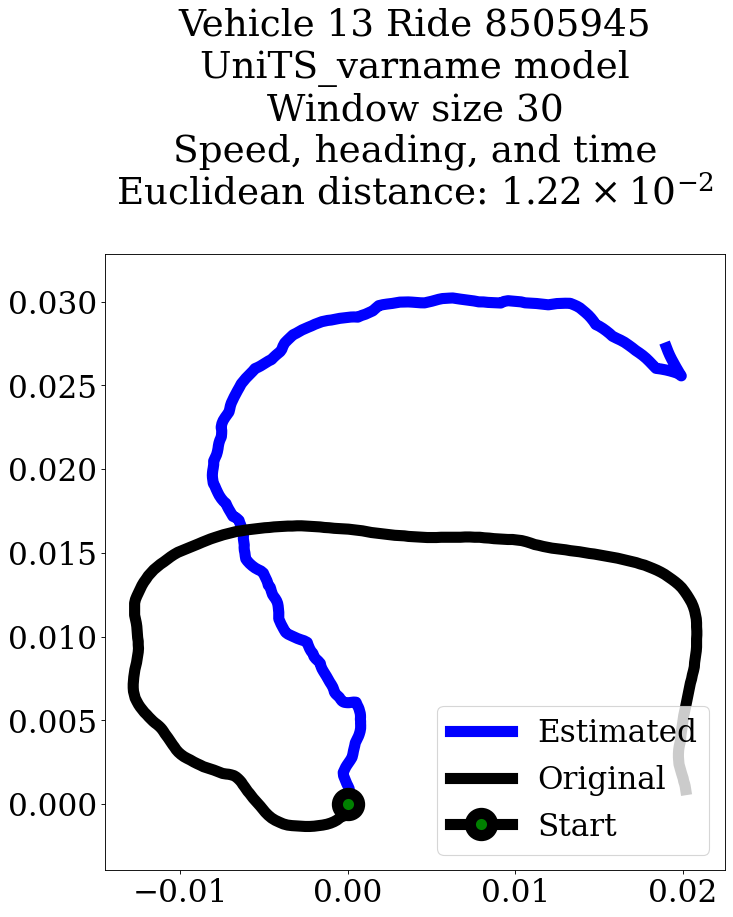 Vehicle 13 Ride 8505945
UniTS_varname model
Window size 30
Speed, heading, and time
Euclidean distance: 1.22 × 10⁻²
0.030
0.025
0.020
0.015
0.010
0.005
0.000
Estimated
Original
Start
−0.01 0.00 0.01 0.02